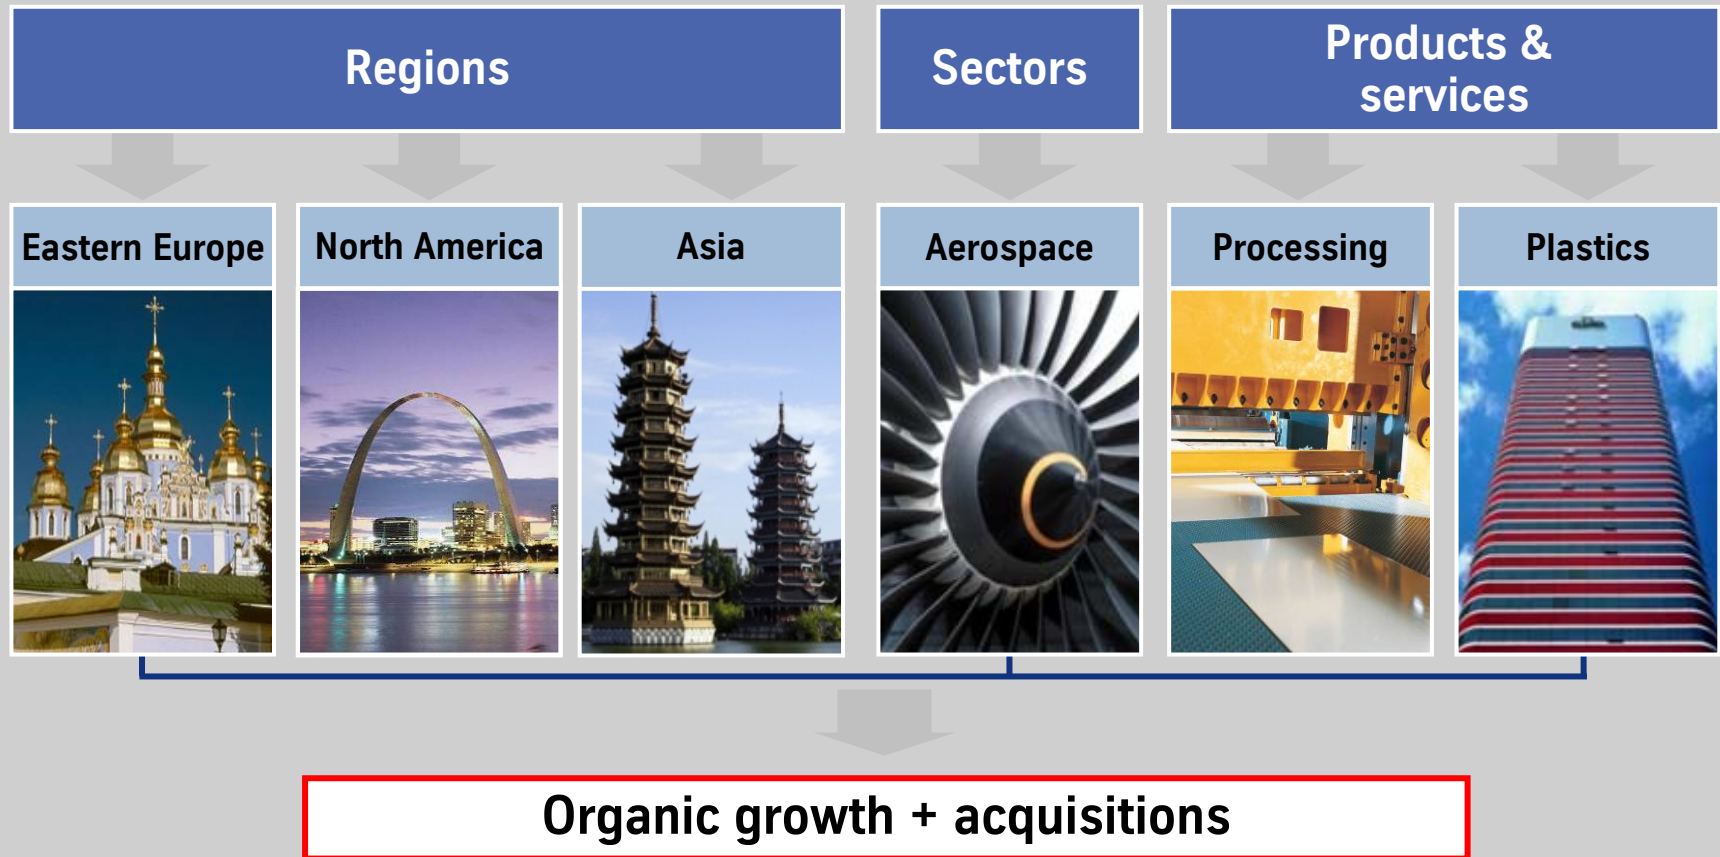 Regions
Sectors
Products &
services
Eastern Europe
North America
Asia
Aerospace
Processing
Plastics
Organic growth + acquisitions